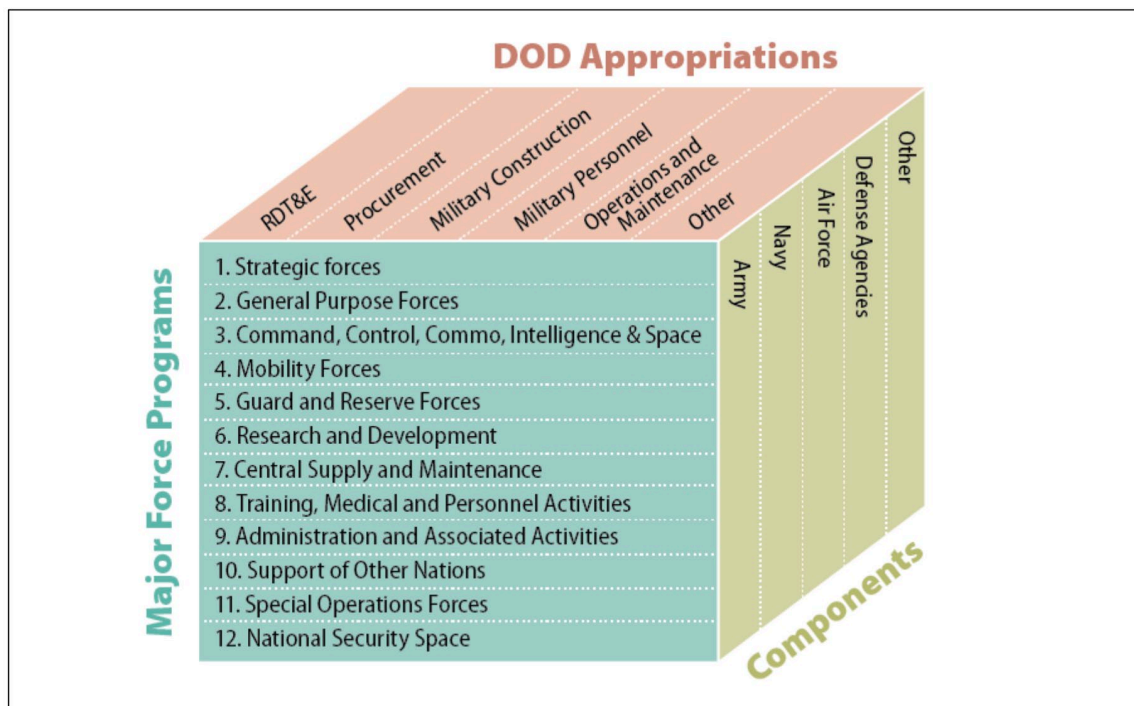 DOD Appropriations
RDT&E
Procurement
Military Construction
Military Personnel
Operations and
Maintenance
Other
Major Force Programs
1. Strategic forces
2. General Purpose Forces
3. Command, Control, Commo, Intelligence & Space
4. Mobility Forces
5. Guard and Reserve Forces
6. Research and Development
7. Central Supply and Maintenance
8. Training, Medical and Personnel Activities
9. Administration and Associated Activities
10. Support of Other Nations
11. Special Operations Forces
12. National Security Space
Army
Navy
Air Force
Defense Agencies
Other
Components